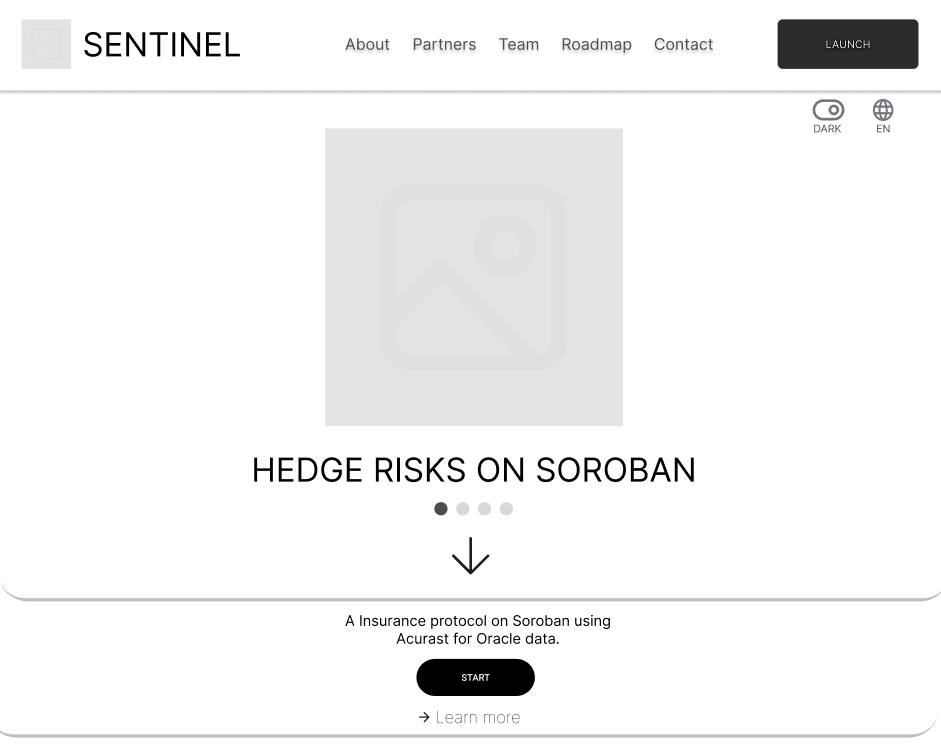 SENTINEL
About Partners Team Roadmap Contact
LAUNCH
DARK EN
HEDGE RISKS ON SOROBAN
A Insurance protocol on Soroban using
Acurast for Oracle data.
START
Learn more